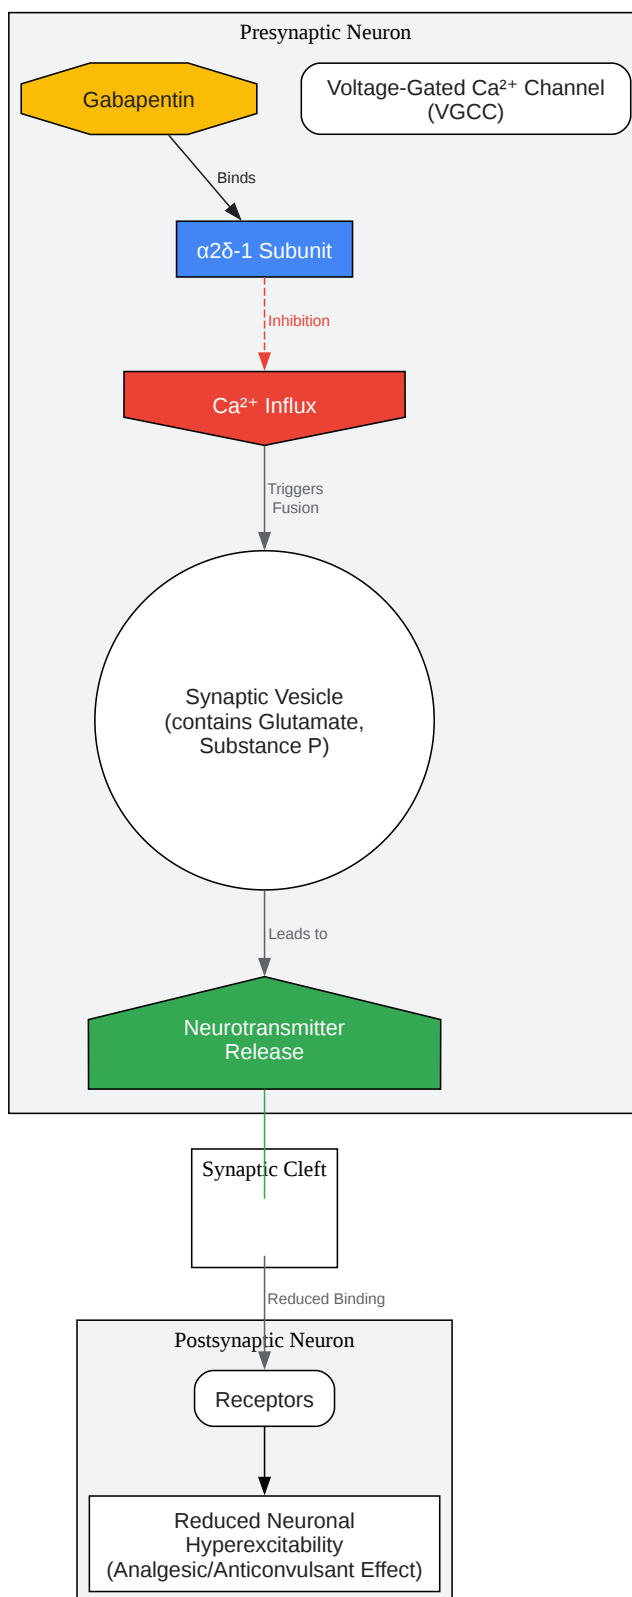 Presynaptic Neuron
Gabapentin
Voltage-Gated Ca²⁺ Channel
(VGCC)
Binds
α2δ-1 Subunit
Inhibition
Ca²⁺ Influx
Triggers
Fusion
Synaptic Vesicle
(contains Glutamate,
Substance P)
Leads to
Neurotransmitter
Release
Synaptic Cleft
Reduced Binding
Postsynaptic Neuron
Receptors
Reduced Neuronal
Hyperexcitability
(Analgesic/Anticonvulsant Effect)